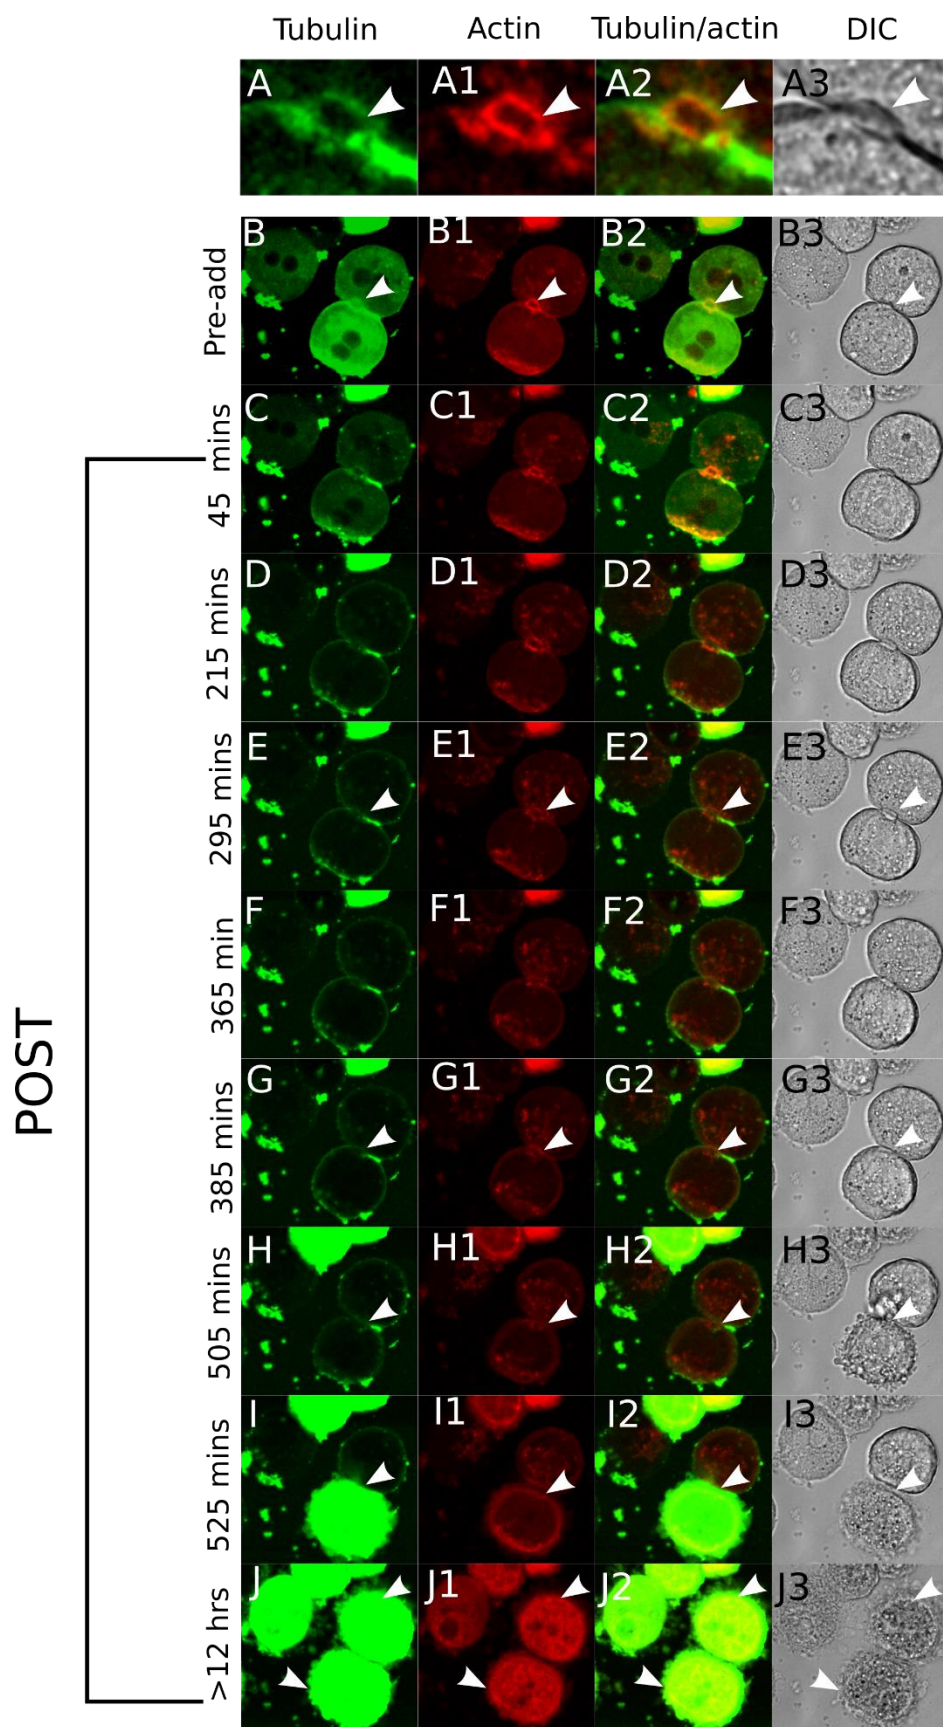 Tubulin Actin Tubulin/actin DIC
A A1 A2 A3
Pre-add B B1 B2 B3
45 mins C C1 C2 C3
215 mins D D1 D2 D3
295 mins E E1 E2 E3
365 min F F1 F2 F3
385 mins G G1 G2 G3
505 mins H H1 H2 H3
525 mins I I1 I2 I3
>12 hrs J J1 J2 J3
POST